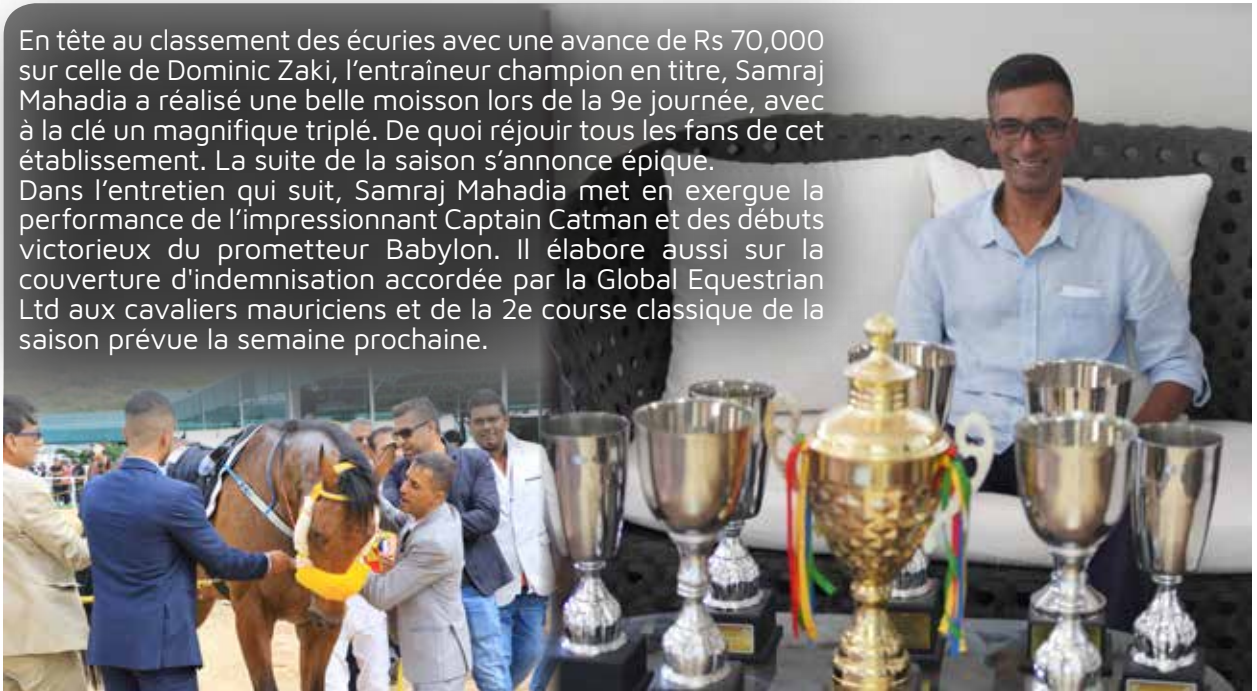 En tête au classement des écuries avec une avance de Rs 70,000
sur celle de Dominic Zaki, l’entraîneur champion en titre, Samraj
Mahadia a réalisé une belle moisson lors de la 9e journée, avec
à la clé un magnifique triplé. De quoi réjouir tous les fans de cet
établissement. La suite de la saison s’annonce épique.
Dans l’entretien qui suit, Samraj Mahadia met en exergue la
performance de l’impressionnant Captain Catman et des débuts
victorieux du prometteur Babylon. Il élabore aussi sur la
couverture d'indemnisation accordée par la Global Equestrian
Ltd aux cavaliers mauriciens et de la 2e course classique de la
saison prévue la semaine prochaine.